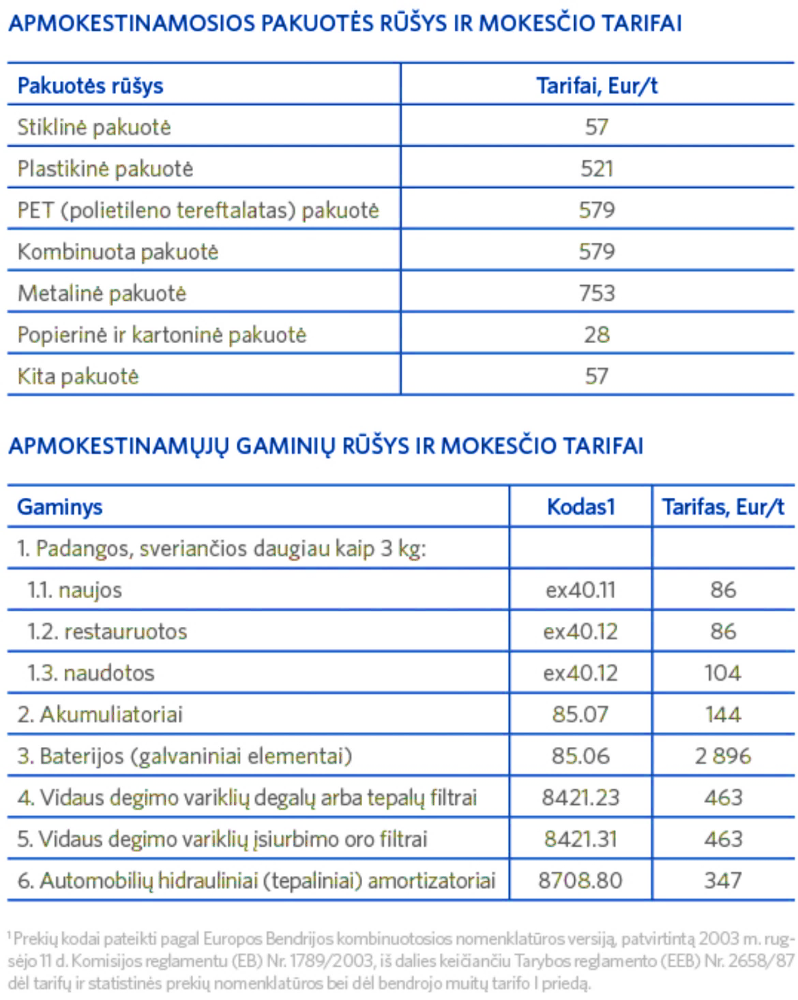 APMOKESTINAMOSIOS PAKUOTĖS RŪŠYS IR MOKESČIO TARIFAI
Pakuotės rūšys Tarifai, Eur/t
Stiklinė pakuotė 57
Plastikinė pakuotė 521
PET (polietileno tereftalatas) pakuotė 579
Kombinuota pakuotė 579
Metalinė pakuotė 753
Popierinė ir kartoninė pakuotė 28
Kita pakuotė 57
APMOKESTINAMŲJŲ GAMINIŲ RŪŠYS IR MOKESČIO TARIFAI
Gaminys Kodas1 Tarifas, Eur/t
1. Padangos, sveriančios daugiau kaip 3 kg:
1.1. naujos ex40.11 86
1.2. restauruotos ex40.12 86
1.3. naudotos ex40.12 104
2. Akumuliatoriai 85.07 144
3. Baterijos (galvaniniai elementai) 85.06 2 896
4. Vidaus degimo variklių degalų arba tepalų filtrai 8421.23 463
5. Vidaus degimo variklių įsiurbimo oro filtrai 8421.31 463
6. Automobilių hidrauliniai (tepaliniai) amortizatoriai 8708.80 347
¹ Prekių kodai pateikti pagal Europos Bendrijos kombinuotosios nomenklatūros versiją, patvirtintą 2003 m. rug-
sėjo 11 d. Komisijos reglamentu (EB) Nr. 1789/2003, iš dalies keičiančiu Tarybos reglamento (EEB) Nr. 2658/87
dėl tarifų ir statistinės prekių nomenklatūros bei dėl bendrojo muitų tarifo I priedą.